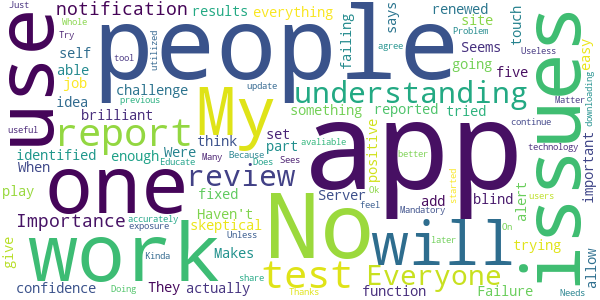 notification results everything says renewed touch
Whole Just Try self tool utilized site agree Problem
use people failing Seems going five Useless easy issues
able job challenge idea brilliant My understanding update downloading
previous something reported tried Matter
useful report think set part positive better continue
identified enough Were Educate Many Because Does avaliable technology important
When one review fixed Server Sees Ok app blind alert
play Haven't add Mandatory users
Importance skeptical No feel will started On allow
give work accurately exposure Makes Unless Everyone later trying
Kinda test
confidence They actually share function Failure Needs
Doing Thanks